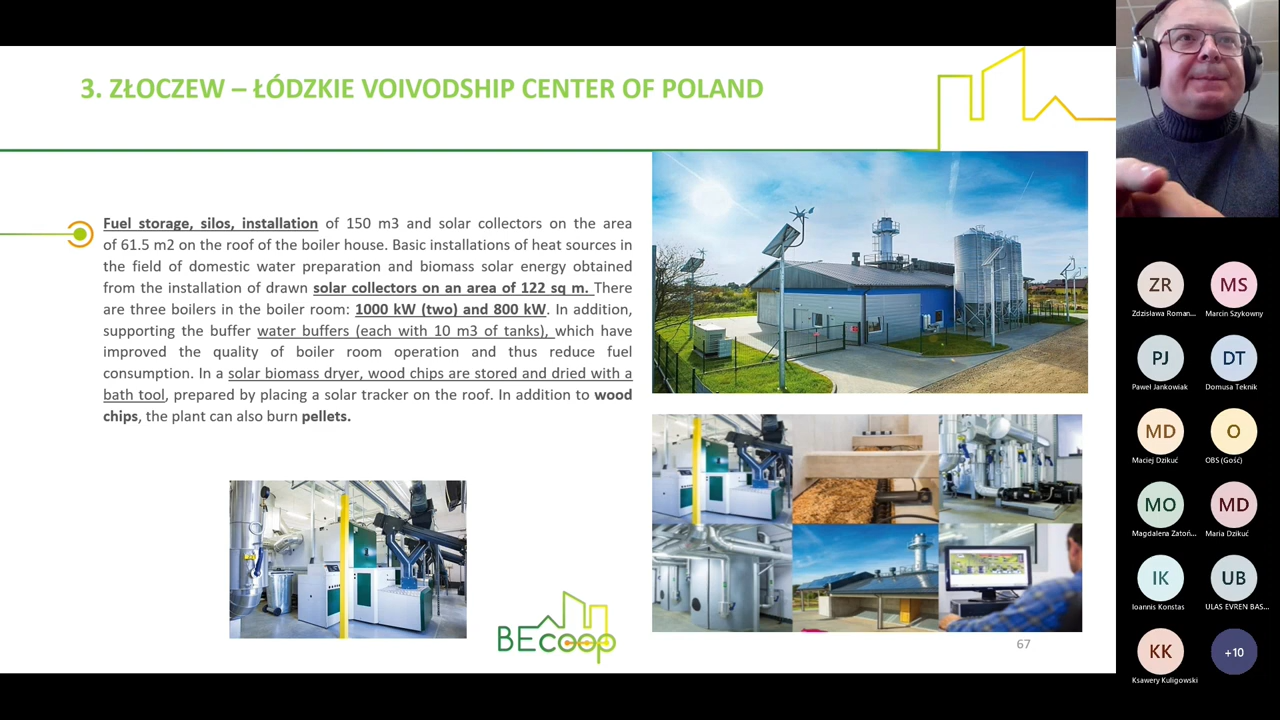 3. ZŁOCZEW – ŁÓDZKIE VOIVODSHIP CENTER OF POLAND
Fuel storage, silos, installation of 150 m3 and solar collectors on the area
of 61.5 m2 on the roof of the boiler house. Basic installations of heat sources in
the field of domestic water preparation and biomass solar energy obtained
from the installation of drawn solar collectors on an area of 122 sq m. There
are three boilers in the boiler room: 1000 kW (two) and 800 kW. In addition,
supporting the buffer water buffers (each with 10 m3 of tanks), which have
improved the quality of boiler room operation and thus reduce fuel
consumption. In a solar biomass dryer, wood chips are stored and dried with a
bath tool, prepared by placing a solar tracker on the roof. In addition to wood
chips, the plant can also burn pellets.
BEcoop
67
ZR
MS
Zdzisława Roman...
Marcin Szykowny
PJ
DT
Paweł Jankowiak
Domusa Teknik
MD
O
Maciej Dzikuć
OBS (Gość)
MO
MD
Magdalena Zatoń...
Maria Dzikuć
IK
UB
Ioannis Konstas
ULAS EVREN BAS...
KK
+10
Ksawery Kuligowski